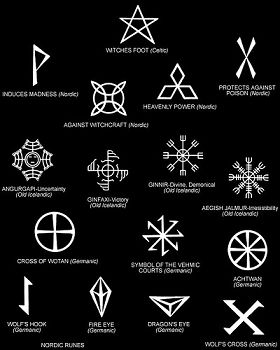 WITCHES FOOT (Celtic)
INDUCES MADNESS (Nordic)
PROTECTS AGAINST
POISON (Nordic)
HEAVENLY POWER (Nordic)
AGAINST WITCHCRAFT (Nordic)
ANGURGAPI-Uncertainty
(Old Icelandic)
GINFAXI-Victory
(Old Icelandic)
GINNIR-Divine, Demonical
(Old Icelandic)
AEGISH JALMUR-Irresistibility
(Old Icelandic)
CROSS OF WOTAN (Germanic)
SYMBOL OF THE VEHMIC
COURTS (Germanic)
ACHTWAN
(Germanic)
WOLF'S HOOK
(Germanic)
FIRE EYE
(Germanic)
DRAGON'S EYE
(Germanic)
WOLF'S CROSS (Germanic)
NORDIC RUNES